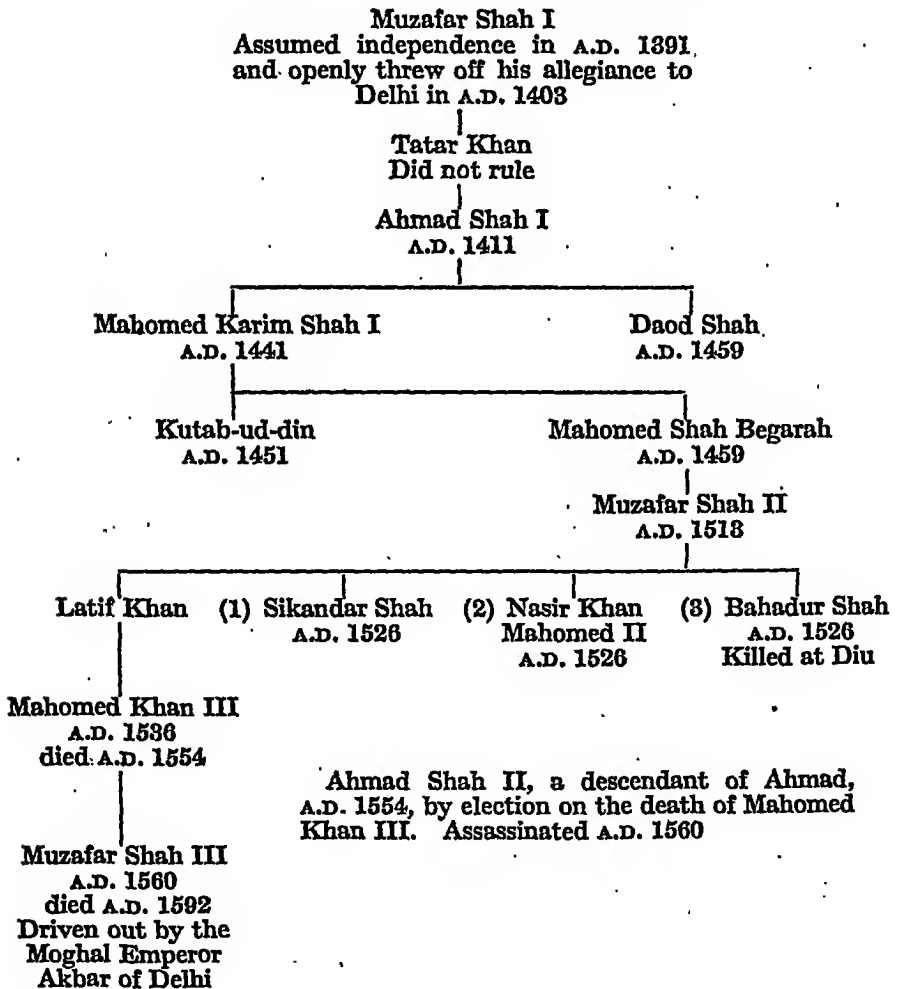 Muzafar Shah I
Assumed independence in A.D. 1391,
and openly threw off his allegiance to
Delhi in A.D. 1403
Tatar Khan
Did not rule
Ahmad Shah I
A.D. 1411
Mahomed Karim Shah I
A.D. 1441
Daod Shah
A.D. 1459
Kutab-ud-din
A.D. 1451
Mahomed Shah Begarah
A.D. 1459
Muzafar Shah II
A.D. 1513
Latif Khan
(1) Sikandar Shah
A.D. 1526
(2) Nasir Khan
Mahomed II
A.D. 1526
(3) Bahadur Shah
A.D. 1526
Killed at Diu
Mahomed Khan III
A.D. 1536
died A.D. 1554
Ahmad Shah II, a descendant of Ahmad,
A.D. 1554, by election on the death of Mahomed
Khan III. Assassinated A.D. 1560
Muzafar Shah III
A.D. 1560
died A.D. 1592
Driven out by the
Moghal Emperor
Akbar of Delhi